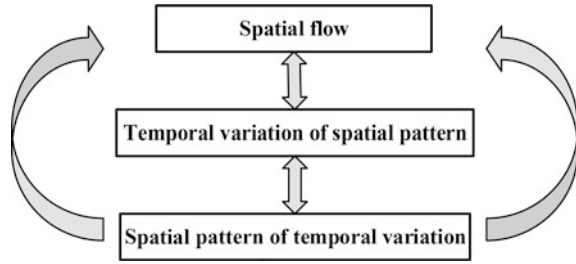 Spatial flow
Temporal variation of spatial pattern
Spatial pattern of temporal variation